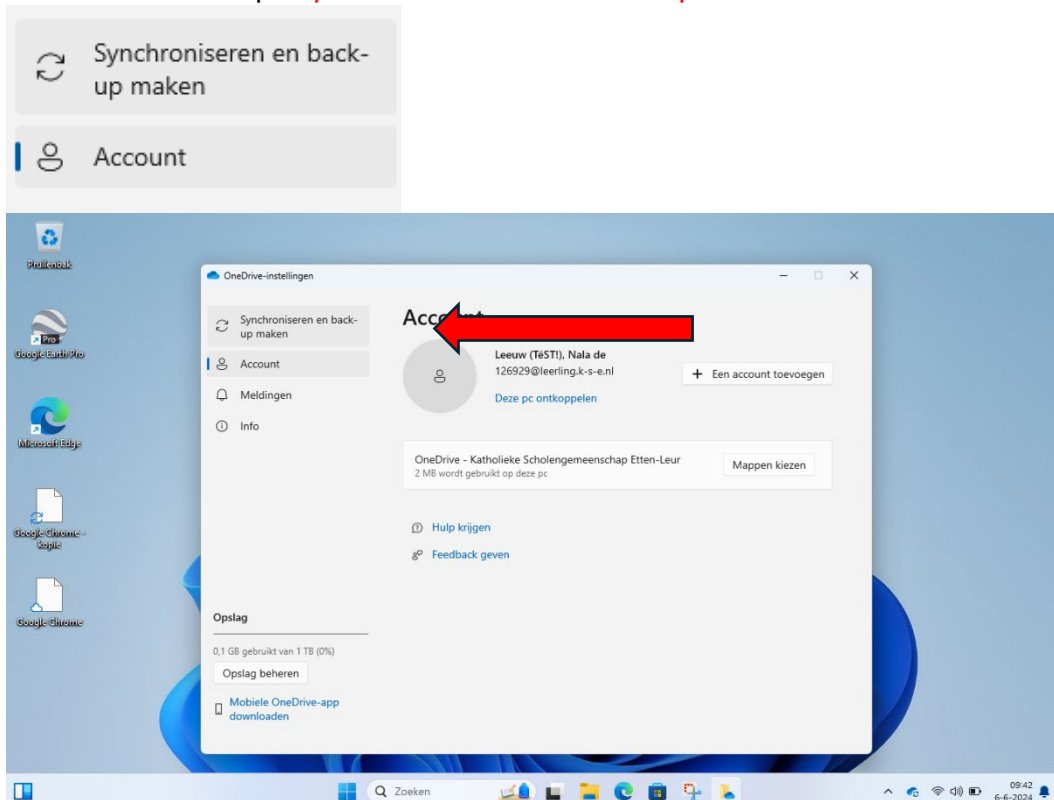 Synchroniseren en back-
up maken
Account
Prullenbak
OneDrive-instellingen
Synchroniseren en back-
up maken
Account
Meldingen
Info
Leeuw (TéST!), Nala de
126929@leerling.k-s-e.nl
Deze pc ontkoppelen
+ Een account toevoegen
OneDrive - Katholieke Scholengemeenschap Etten-Leur
2 MB wordt gebruikt op deze pc
Mappen kiezen
Hulp krijgen
Feedback geven
Opslag
0,1 GB gebruikt van 1 TB (0%)
Opslag beheren
Mobiele OneDrive-app
downloaden
Pro
Google Earth Pro
Microsoft Edge
Google Chrome -
kopie
Google Chrome
Zoeken
09:42
6-6-2024